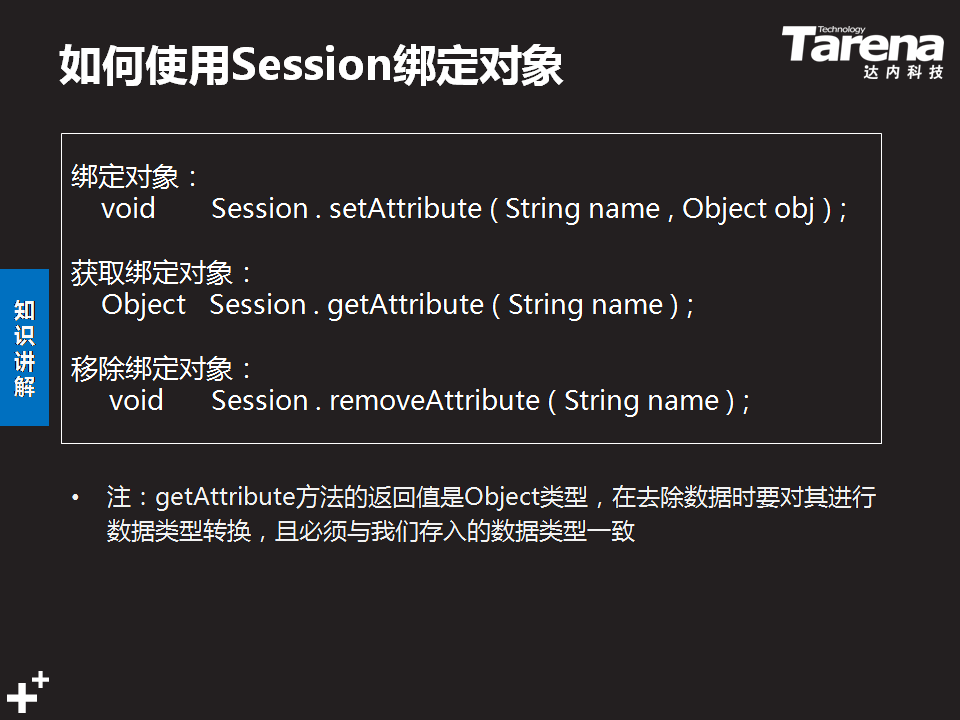 如何使用Session绑定对象
Technology
Tarena
达内科技
绑定对象：
void Session . setAttribute ( String name , Object obj ) ;
获取绑定对象：
Object Session . getAttribute ( String name ) ;
移除绑定对象：
void Session . removeAttribute ( String name ) ;
知识讲解
• 注：getAttribute方法的返回值是Object类型，在去除数据时要对其进行
数据类型转换，且必须与我们存入的数据类型一致